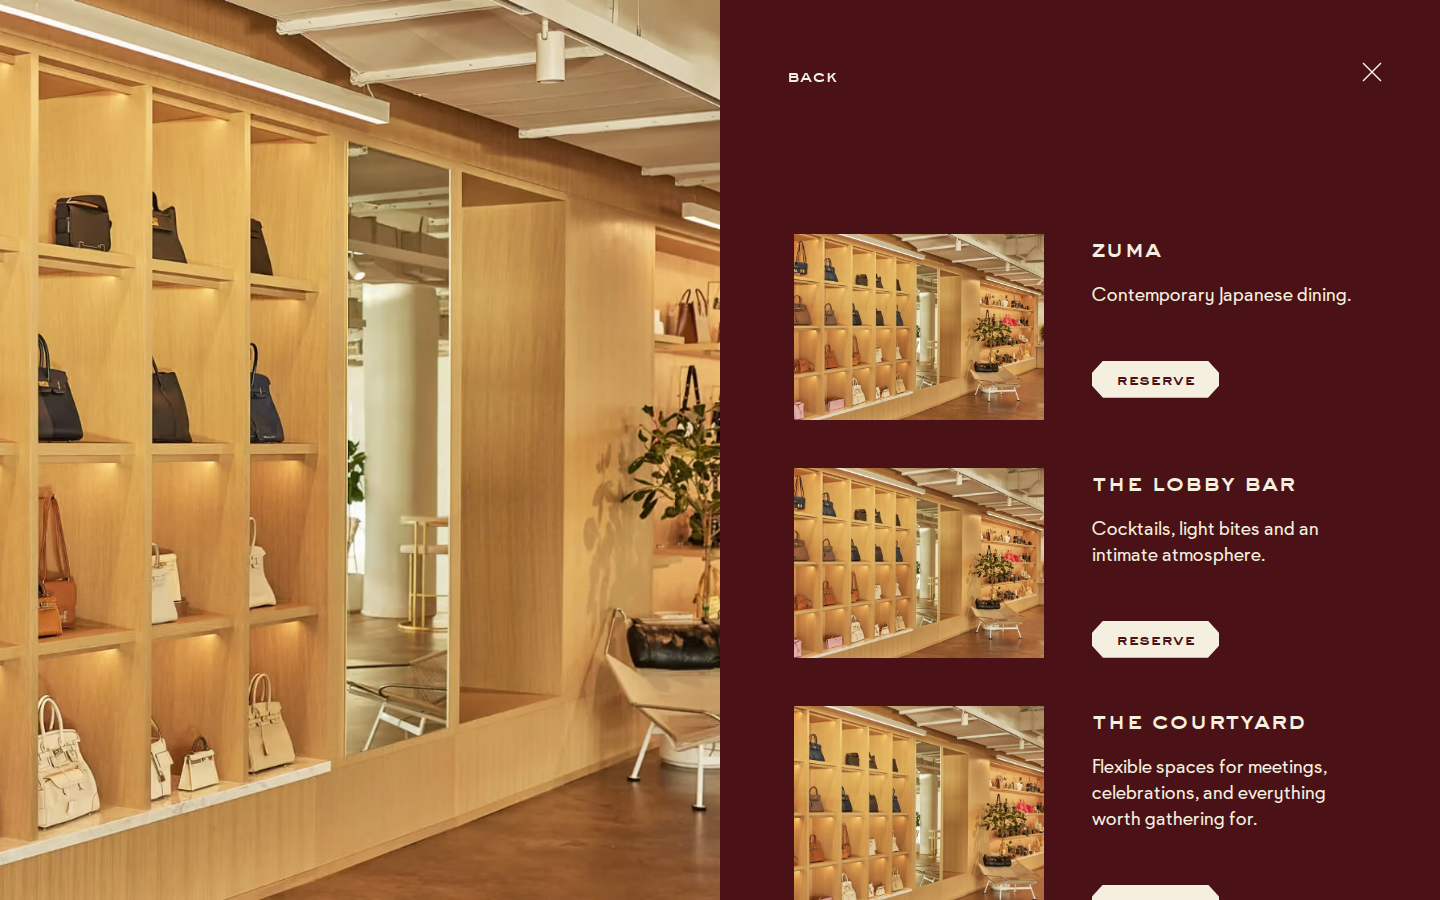 BACK
ZUMA
Contemporary Japanese dining.
RESERVE
THE LOBBY BAR
Cocktails, light bites and an
intimate atmosphere.
RESERVE
THE COURTYARD
Flexible spaces for meetings,
celebrations, and everything
worth gathering for.